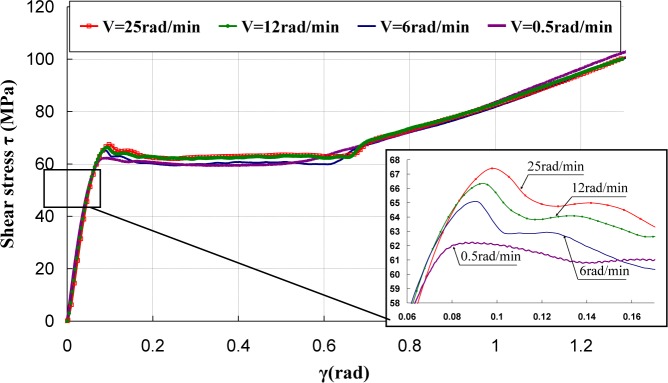 120
V=25rad/min V=12rad/min V=6rad/min V=0.5rad/min
100
80
60
40
20
0
Shear stress τ (MPa)
0 0.2 0.4 0.6 0.8 1 1.2
γ(rad)
68
67
66
65
64
63
62
61
60
59
58
25rad/min
12rad/min
0.5rad/min
6rad/min
0.06 0.08 0.1 0.12 0.14 0.16